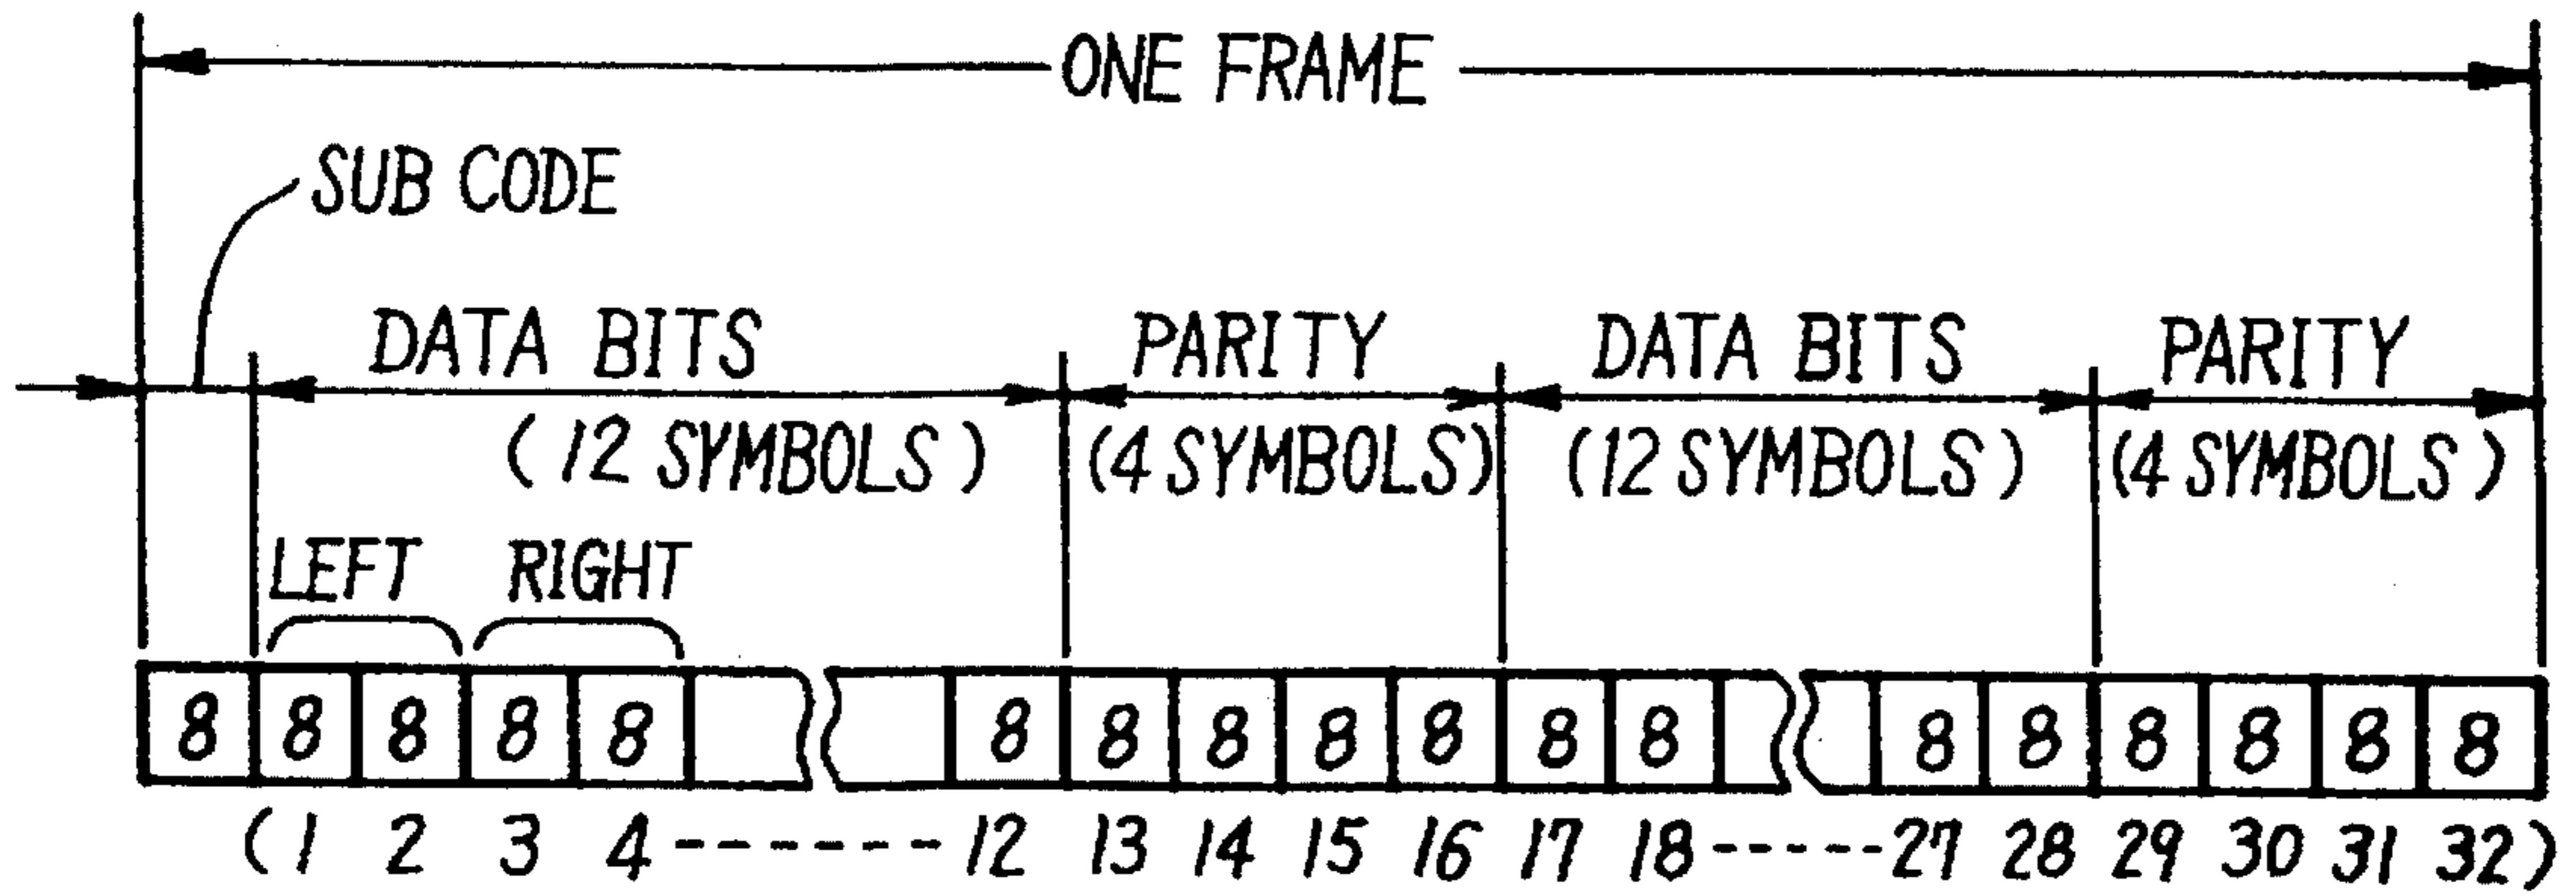 ONE FRAME
SUB CODE
DATA BITS PARITY DATA BITS PARITY
(12 SYMBOLS) (4 SYMBOLS) (12 SYMBOLS) (4 SYMBOLS)
LEFT RIGHT
8 8 8 8 8 8 8 8 8 8 8 8 8 8 8 8 8 8
(1 2 3 4 ------- 12 13 14 15 16 17 18 ----- 27 28 29 30 31 32)